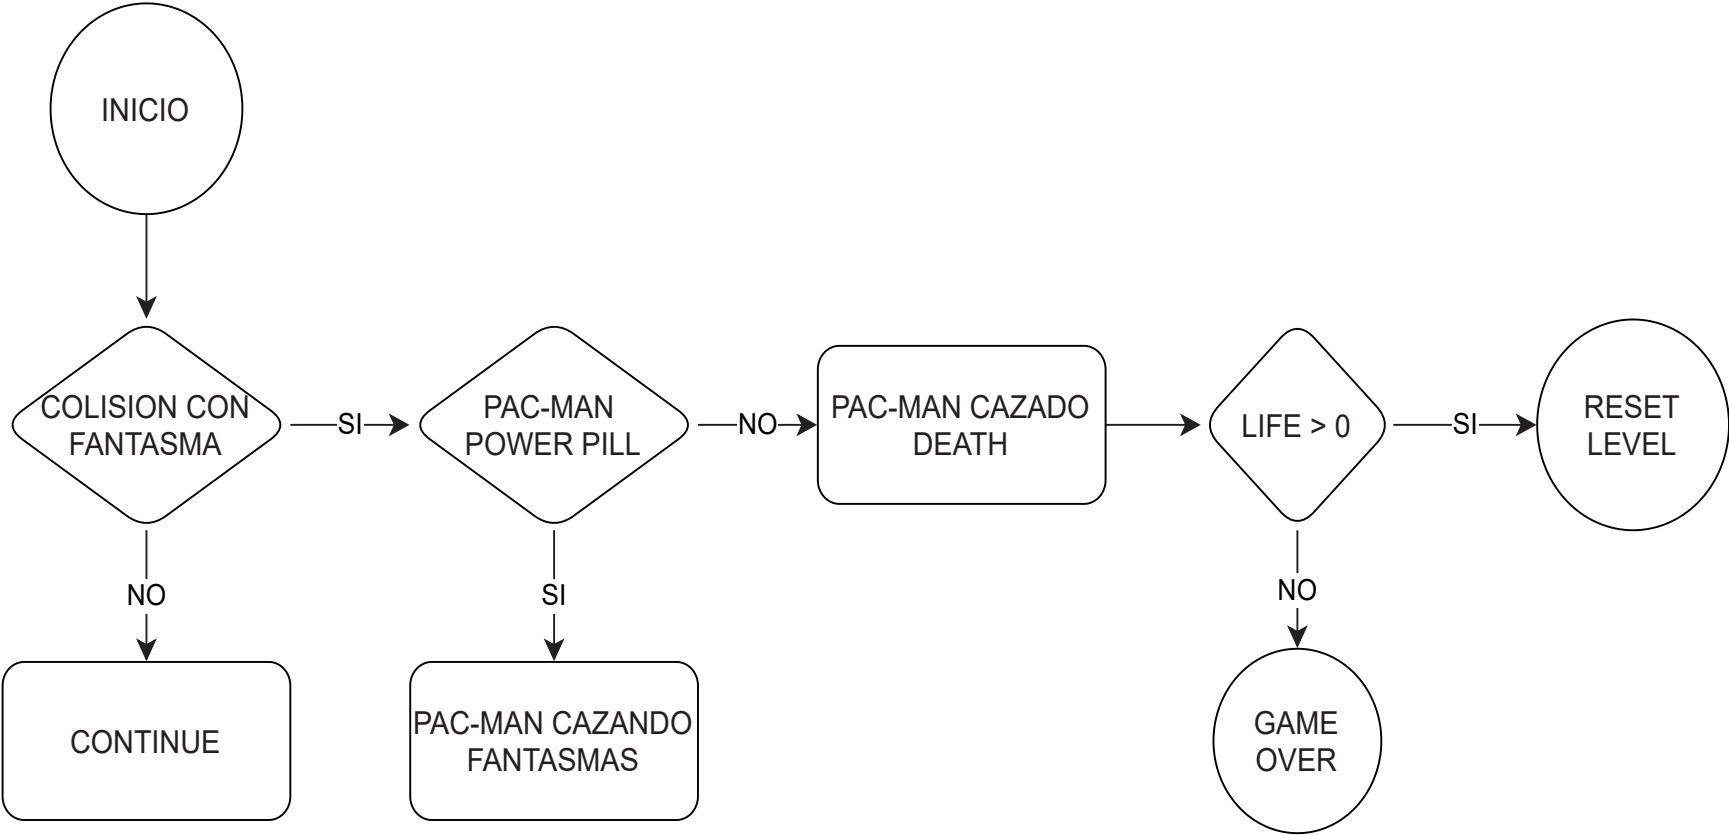 INICIO
COLISION CON
FANTASMA
SI
PAC-MAN
POWER PILL
NO
PAC-MAN CAZADO
DEATH
LIFE > 0
SI
RESET
LEVEL
NO
SI
NO
CONTINUE
PAC-MAN CAZANDO
FANTASMAS
GAME
OVER